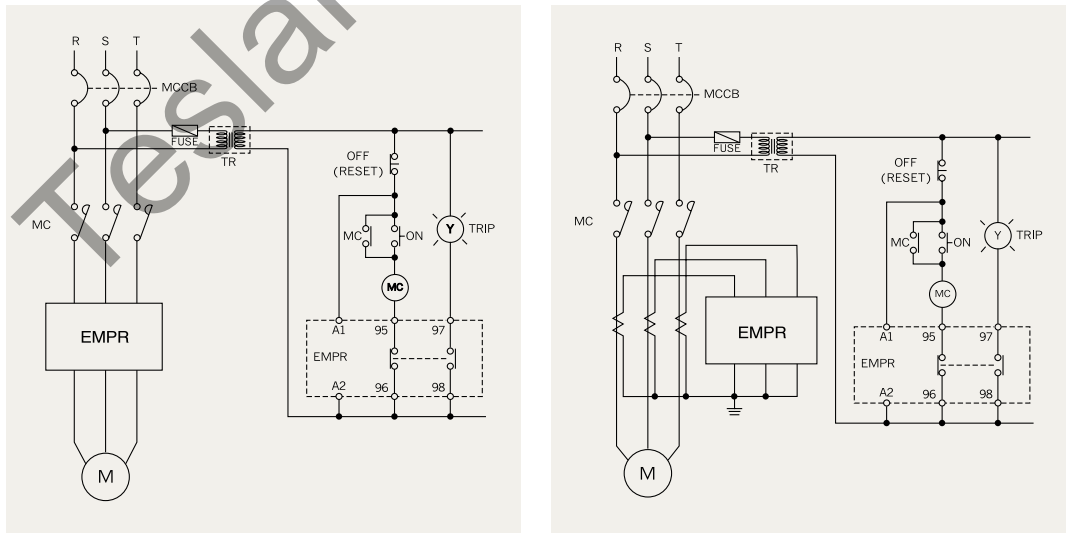 R S T
MCCB
FUSE
TR
OFF
(RESET)
MC
MC
ON
Y
TRIP
MC
A1
95
97
EMPR
EMPR
A2
96
98
M
R S T
MCCB
FUSE
TR
OFF
(RESET)
MC
MC
ON
Y
TRIP
MC
EMPR
A1
95
97
EMPR
A2
96
98
M